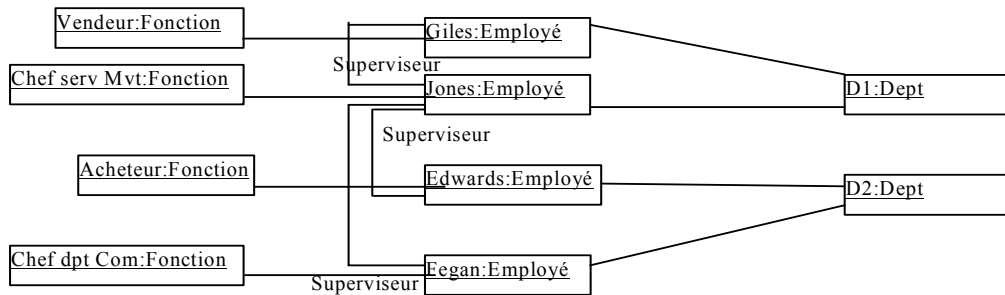 Vendeur:Fonction
Giles:Employé
Superviseur
Chef serv Mvt:Fonction
Jones:Employé
D1:Dept
Superviseur
Acheteur:Fonction
Edwards:Employé
D2:Dept
Chef dpt Com:Fonction
Eegan:Employé
Superviseur